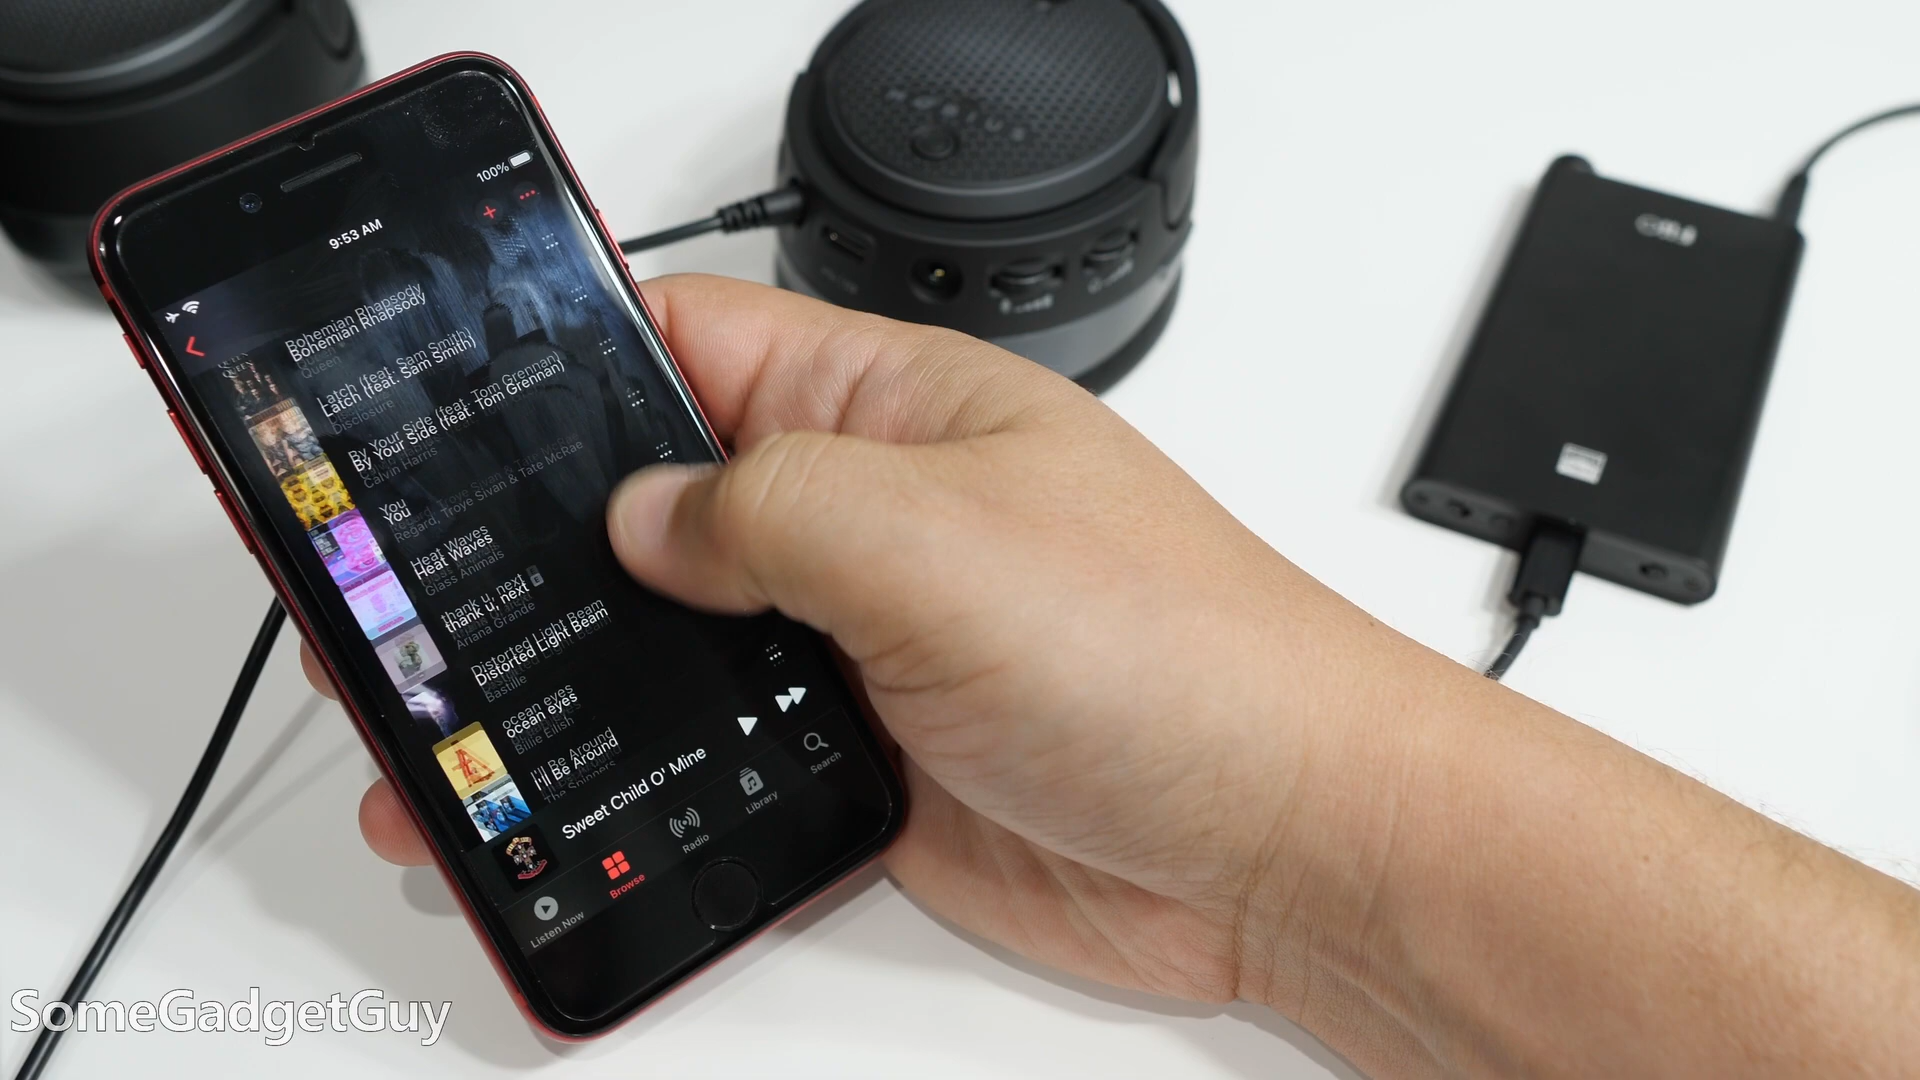 MOBIUS
FiiO
100%
9:53 AM
Bohemian Rhapsody
Queen
Latch (feat. Sam Smith)
Disclosure
By Your Side (feat. Tom Grennan)
Calvin Harris
You
Regard, Troye Sivan & Tate McRae
Heat Waves
Glass Animals
thank u, next E
Ariana Grande
Distorted Light Beam
Bastille
ocean eyes
Billie Eilish
I'll Be Around
The Spinners
Sweet Child O' Mine
Listen Now
Browse
Radio
Library
Search
SomeGadgetGuy